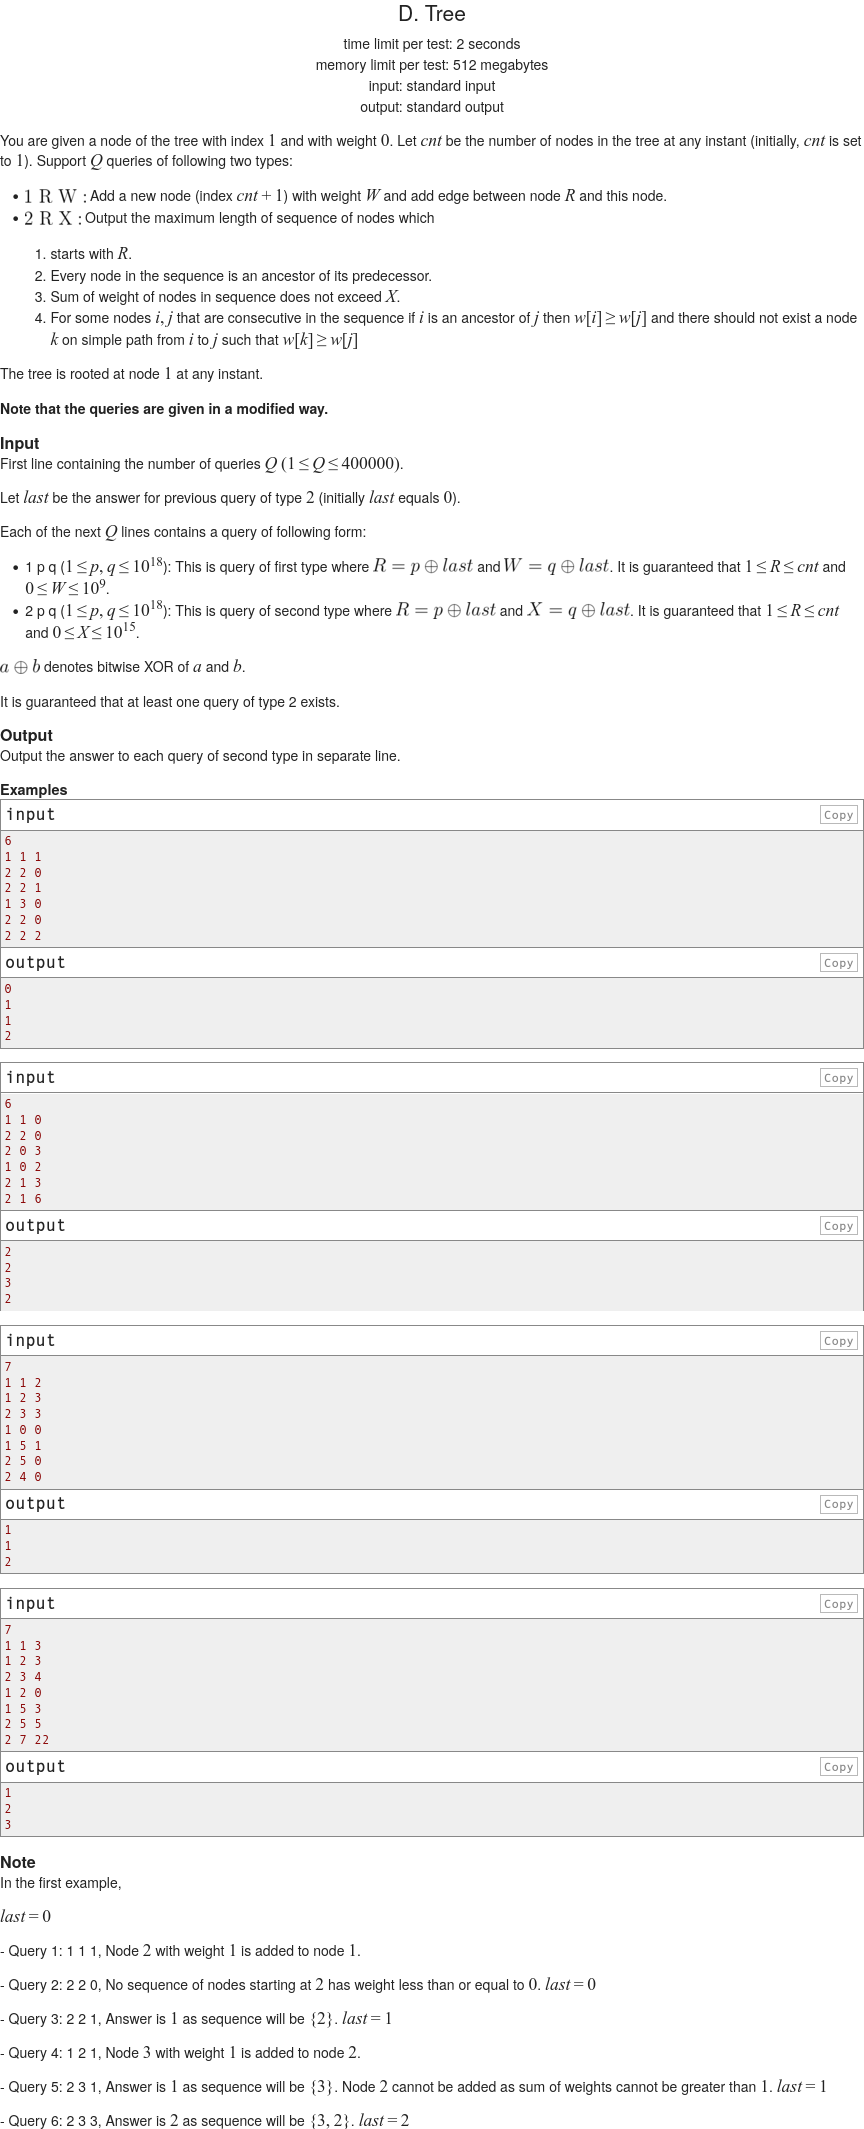 D. Tree
time limit per test: 2 seconds
memory limit per test: 512 megabytes
input: standard input
output: standard output
You are given a node of the tree with index 1 and with weight 0. Let cnt be the number of nodes in the tree at any instant (initially, cnt is set
to 1). Support Q queries of following two types:
• 1 R W : Add a new node (index cnt + 1) with weight W and add edge between node R and this node.
• 2 R X : Output the maximum length of sequence of nodes which
1. starts with R.
2. Every node in the sequence is an ancestor of its predecessor.
3. Sum of weight of nodes in sequence does not exceed X.
4. For some nodes i, j that are consecutive in the sequence if i is an ancestor of j then w[i] ≥ w[j] and there should not exist a node
k on simple path from i to j such that w[k] ≥ w[j]
The tree is rooted at node 1 at any instant.
Note that the queries are given in a modified way.
Input
First line containing the number of queries Q (1 ≤ Q ≤ 400000).
Let last be the answer for previous query of type 2 (initially last equals 0).
Each of the next Q lines contains a query of following form:
• 1 p q (1 ≤ p, q ≤ 10^18): This is query of first type where R = p ⊕ last and W = q ⊕ last. It is guaranteed that 1 ≤ R ≤ cnt and
0 ≤ W ≤ 10^9.
• 2 p q (1 ≤ p, q ≤ 10^18): This is query of second type where R = p ⊕ last and X = q ⊕ last. It is guaranteed that 1 ≤ R ≤ cnt
and 0 ≤ X ≤ 10^15.
a ⊕ b denotes bitwise XOR of a and b.
It is guaranteed that at least one query of type 2 exists.
Output
Output the answer to each query of second type in separate line.
Examples
input Copy
6
1 1 1
2 2 0
2 2 1
1 3 0
2 2 0
2 2 2
output Copy
0
1
1
2
input Copy
6
1 1 0
2 2 0
2 0 3
1 0 2
2 1 3
2 1 6
output Copy
2
2
3
2
input Copy
7
1 1 2
1 2 3
2 3 3
1 0 0
1 5 1
2 5 0
2 4 0
output Copy
1
1
2
input Copy
7
1 1 3
1 2 3
2 3 4
1 2 0
1 5 3
2 5 5
2 7 22
output Copy
1
2
3
Note
In the first example,
last = 0
- Query 1: 1 1 1, Node 2 with weight 1 is added to node 1.
- Query 2: 2 2 0, No sequence of nodes starting at 2 has weight less than or equal to 0. last = 0
- Query 3: 2 2 1, Answer is 1 as sequence will be {2}. last = 1
- Query 4: 1 2 1, Node 3 with weight 1 is added to node 2.
- Query 5: 2 3 1, Answer is 1 as sequence will be {3}. Node 2 cannot be added as sum of weights cannot be greater than 1. last = 1
- Query 6: 2 3 3, Answer is 2 as sequence will be {3, 2}. last = 2